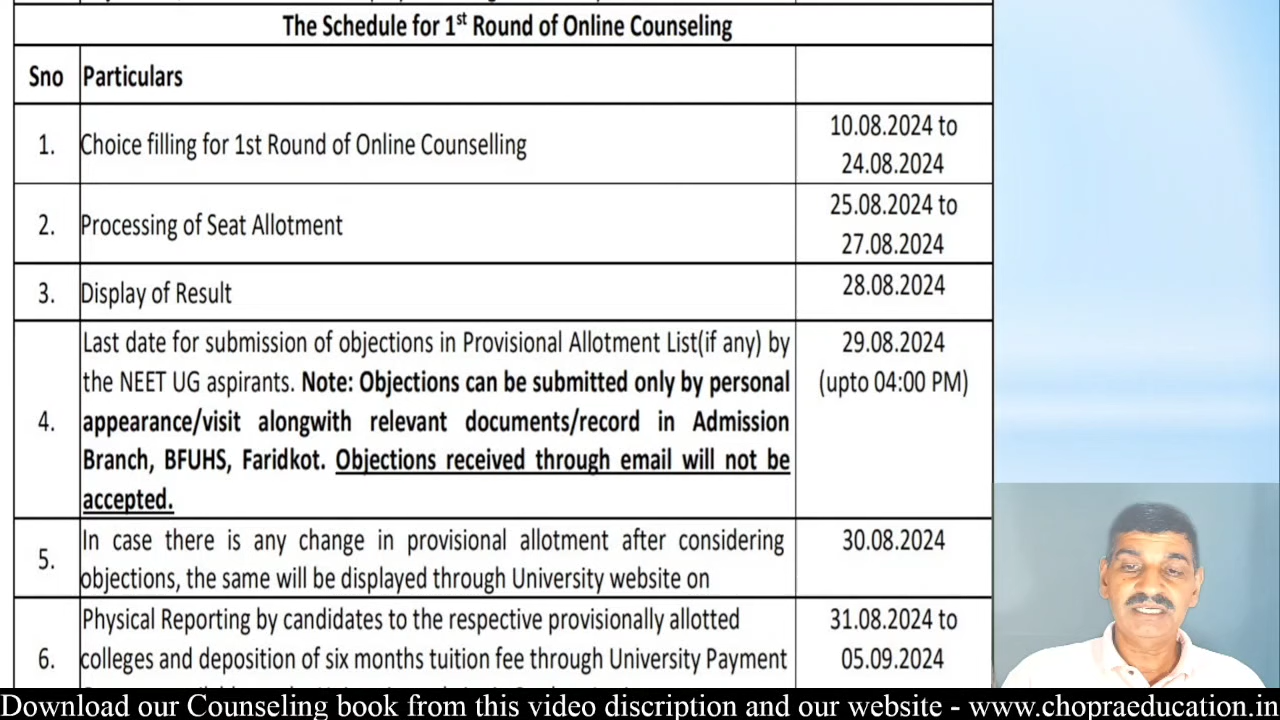 The Schedule for 1st Round of Online Counseling
Sno Particulars
1. Choice filling for 1st Round of Online Counselling 10.08.2024 to
24.08.2024
2. Processing of Seat Allotment 25.08.2024 to
27.08.2024
3. Display of Result 28.08.2024
Last date for submission of objections in Provisional Allotment List(if any) by 29.08.2024
the NEET UG aspirants. Note: Objections can be submitted only by personal (upto 04:00 PM)
4. appearance/visit alongwith relevant documents/record in Admission
Branch, BFUHS, Faridkot. Objections received through email will not be
accepted.
5. In case there is any change in provisional allotment after considering 30.08.2024
objections, the same will be displayed through University website on
Physical Reporting by candidates to the respective provisionally allotted 31.08.2024 to
6. colleges and deposition of six months tuition fee through University Payment 05.09.2024
Download our Counseling book from this video discription and our website - www.chopraeducation.in